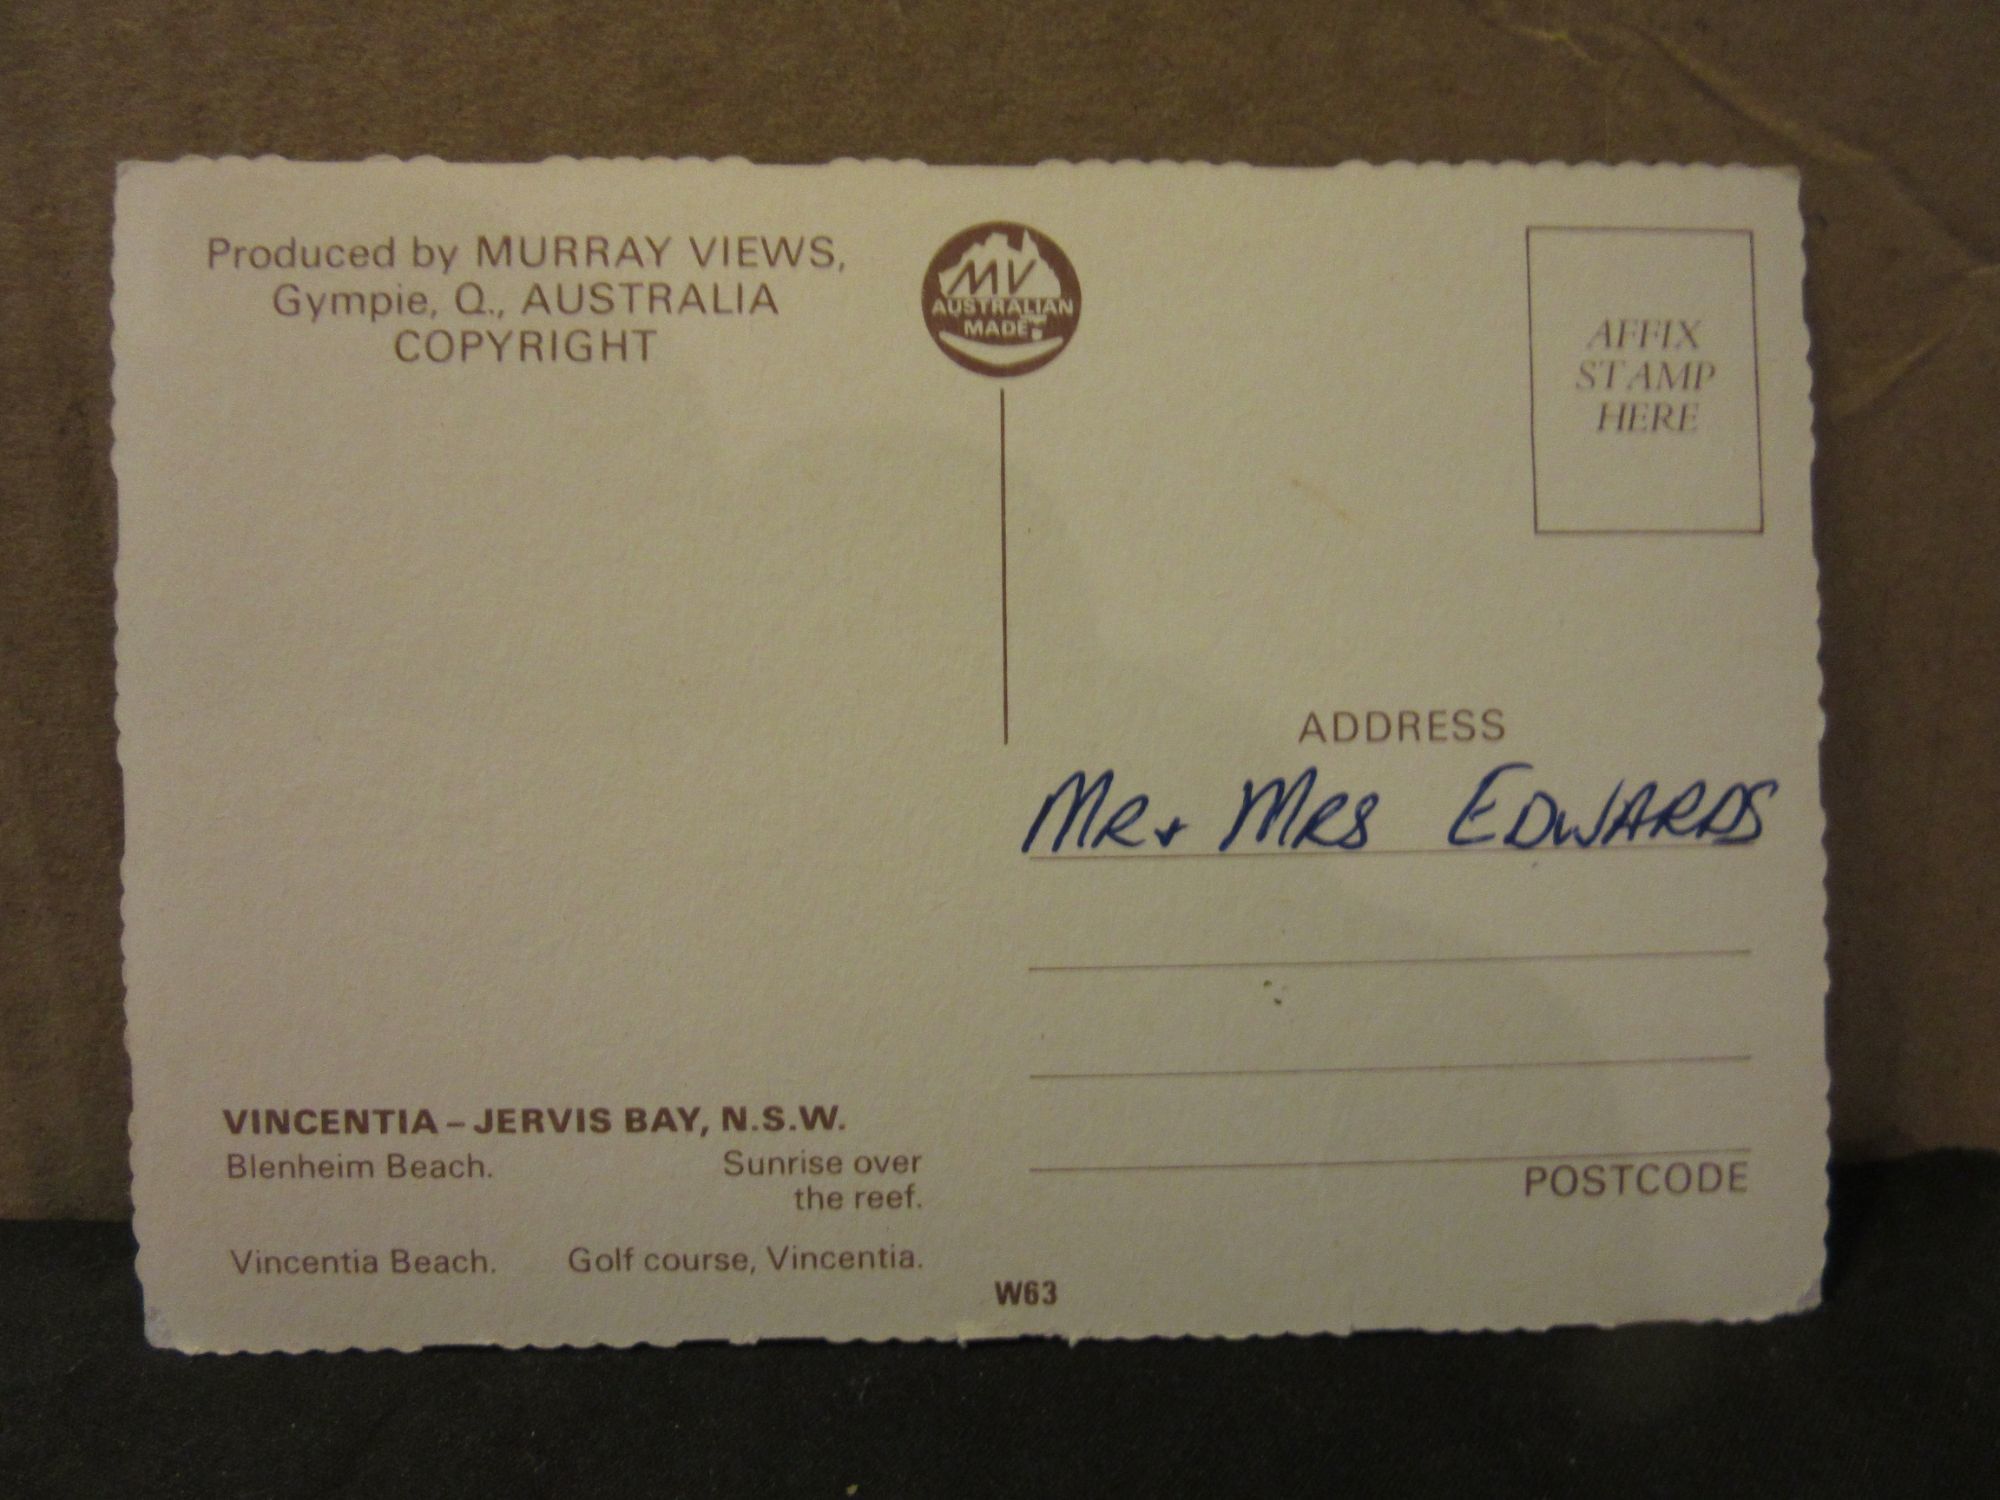 Produced by MURRAY VIEWS,
Gympie, Q., AUSTRALIA
COPYRIGHT
MV
AUSTRALIAN
MADE
AFFIX
STAMP
HERE
ADDRESS
MR + MRS EDWARDS
POSTCODE
VINCENTIA – JERVIS BAY, N.S.W.
Blenheim Beach. Sunrise over
the reef.
Vincentia Beach. Golf course, Vincentia.
W63